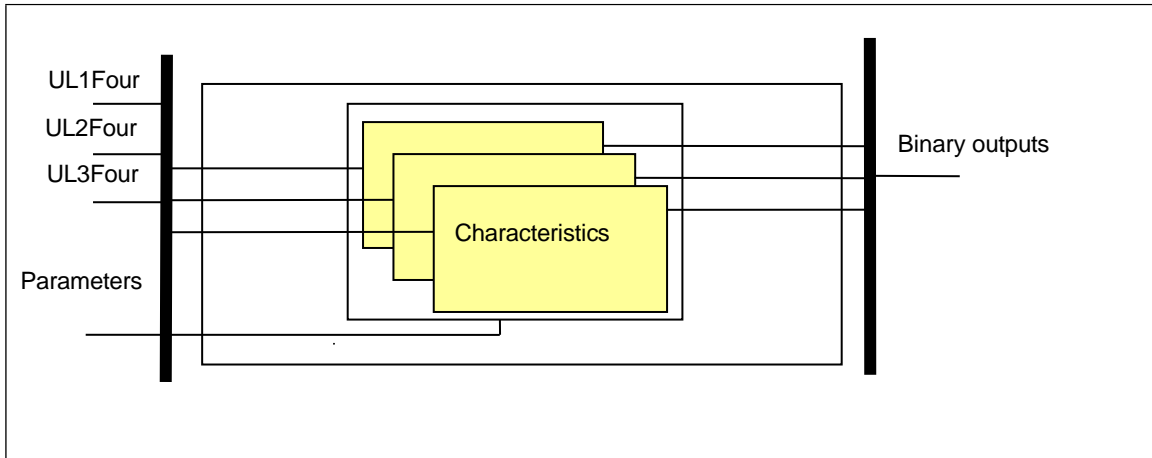 UL1Four
UL2Four
UL3Four
Parameters
Characteristics
Binary outputs